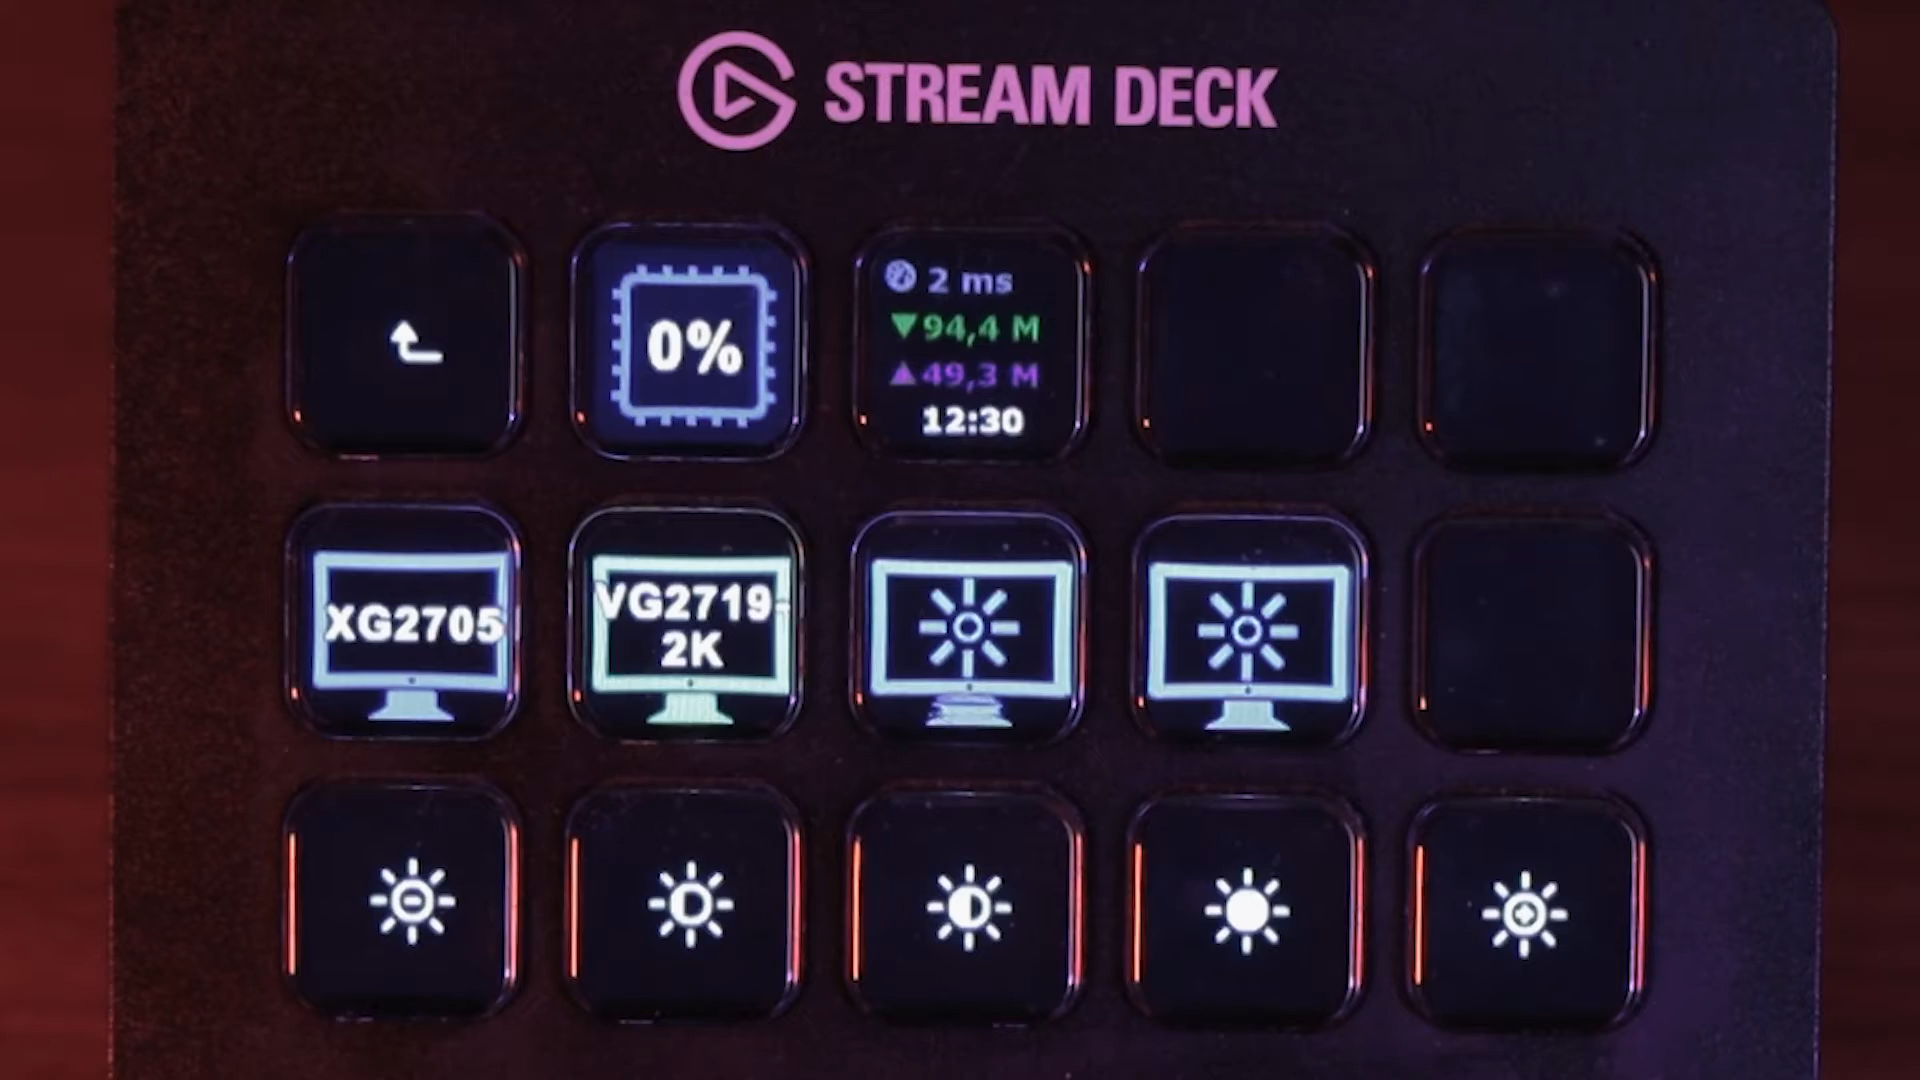 STREAM DECK
0%
2 ms
▼94,4 M
▲49,3 M
12:30
XG2705
VG2719-
2K